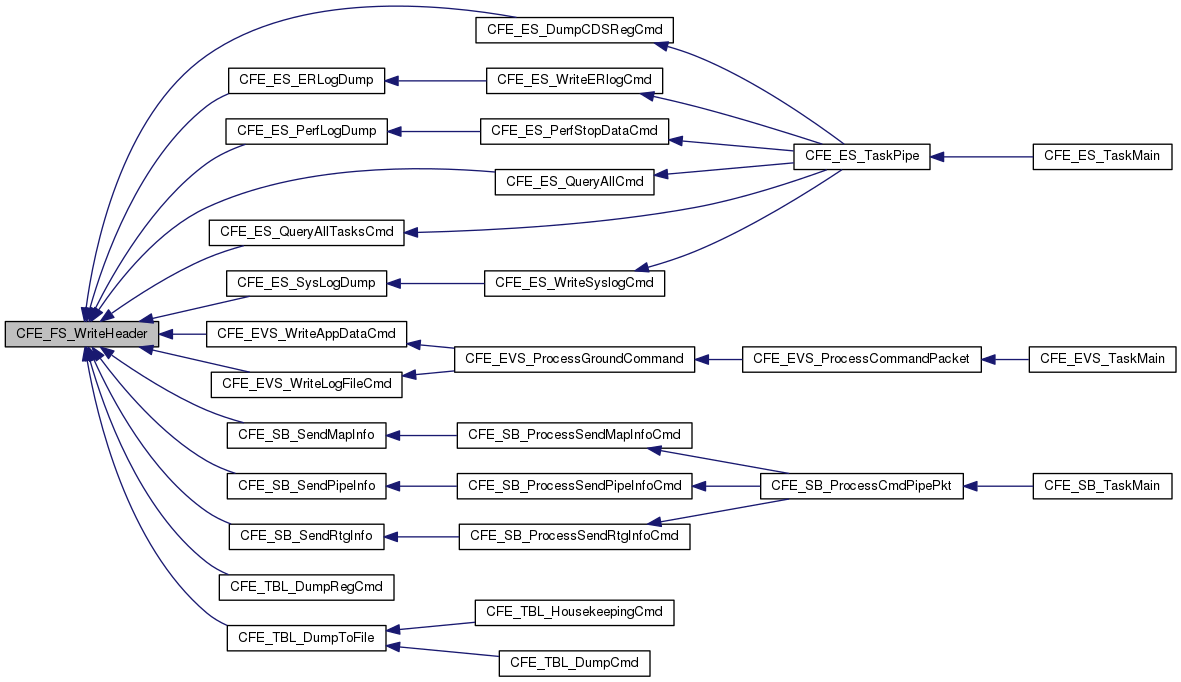 CFE_ES_DumpCDSRegCmd
CFE_ES_ERLogDump
CFE_ES_WriteERlogCmd
CFE_ES_PerfLogDump
CFE_ES_PerfStopDataCmd
CFE_ES_TaskPipe
CFE_ES_TaskMain
CFE_ES_QueryAllCmd
CFE_ES_QueryAllTasksCmd
CFE_ES_SysLogDump
CFE_ES_WriteSyslogCmd
CFE_FS_WriteHeader
CFE_EVS_WriteAppDataCmd
CFE_EVS_ProcessGroundCommand
CFE_EVS_ProcessCommandPacket
CFE_EVS_TaskMain
CFE_EVS_WriteLogFileCmd
CFE_SB_SendMapInfo
CFE_SB_ProcessSendMapInfoCmd
CFE_SB_SendPipeInfo
CFE_SB_ProcessSendPipeInfoCmd
CFE_SB_ProcessCmdPipePkt
CFE_SB_TaskMain
CFE_SB_SendRtgInfo
CFE_SB_ProcessSendRtgInfoCmd
CFE_TBL_DumpRegCmd
CFE_TBL_HousekeepingCmd
CFE_TBL_DumpToFile
CFE_TBL_DumpCmd